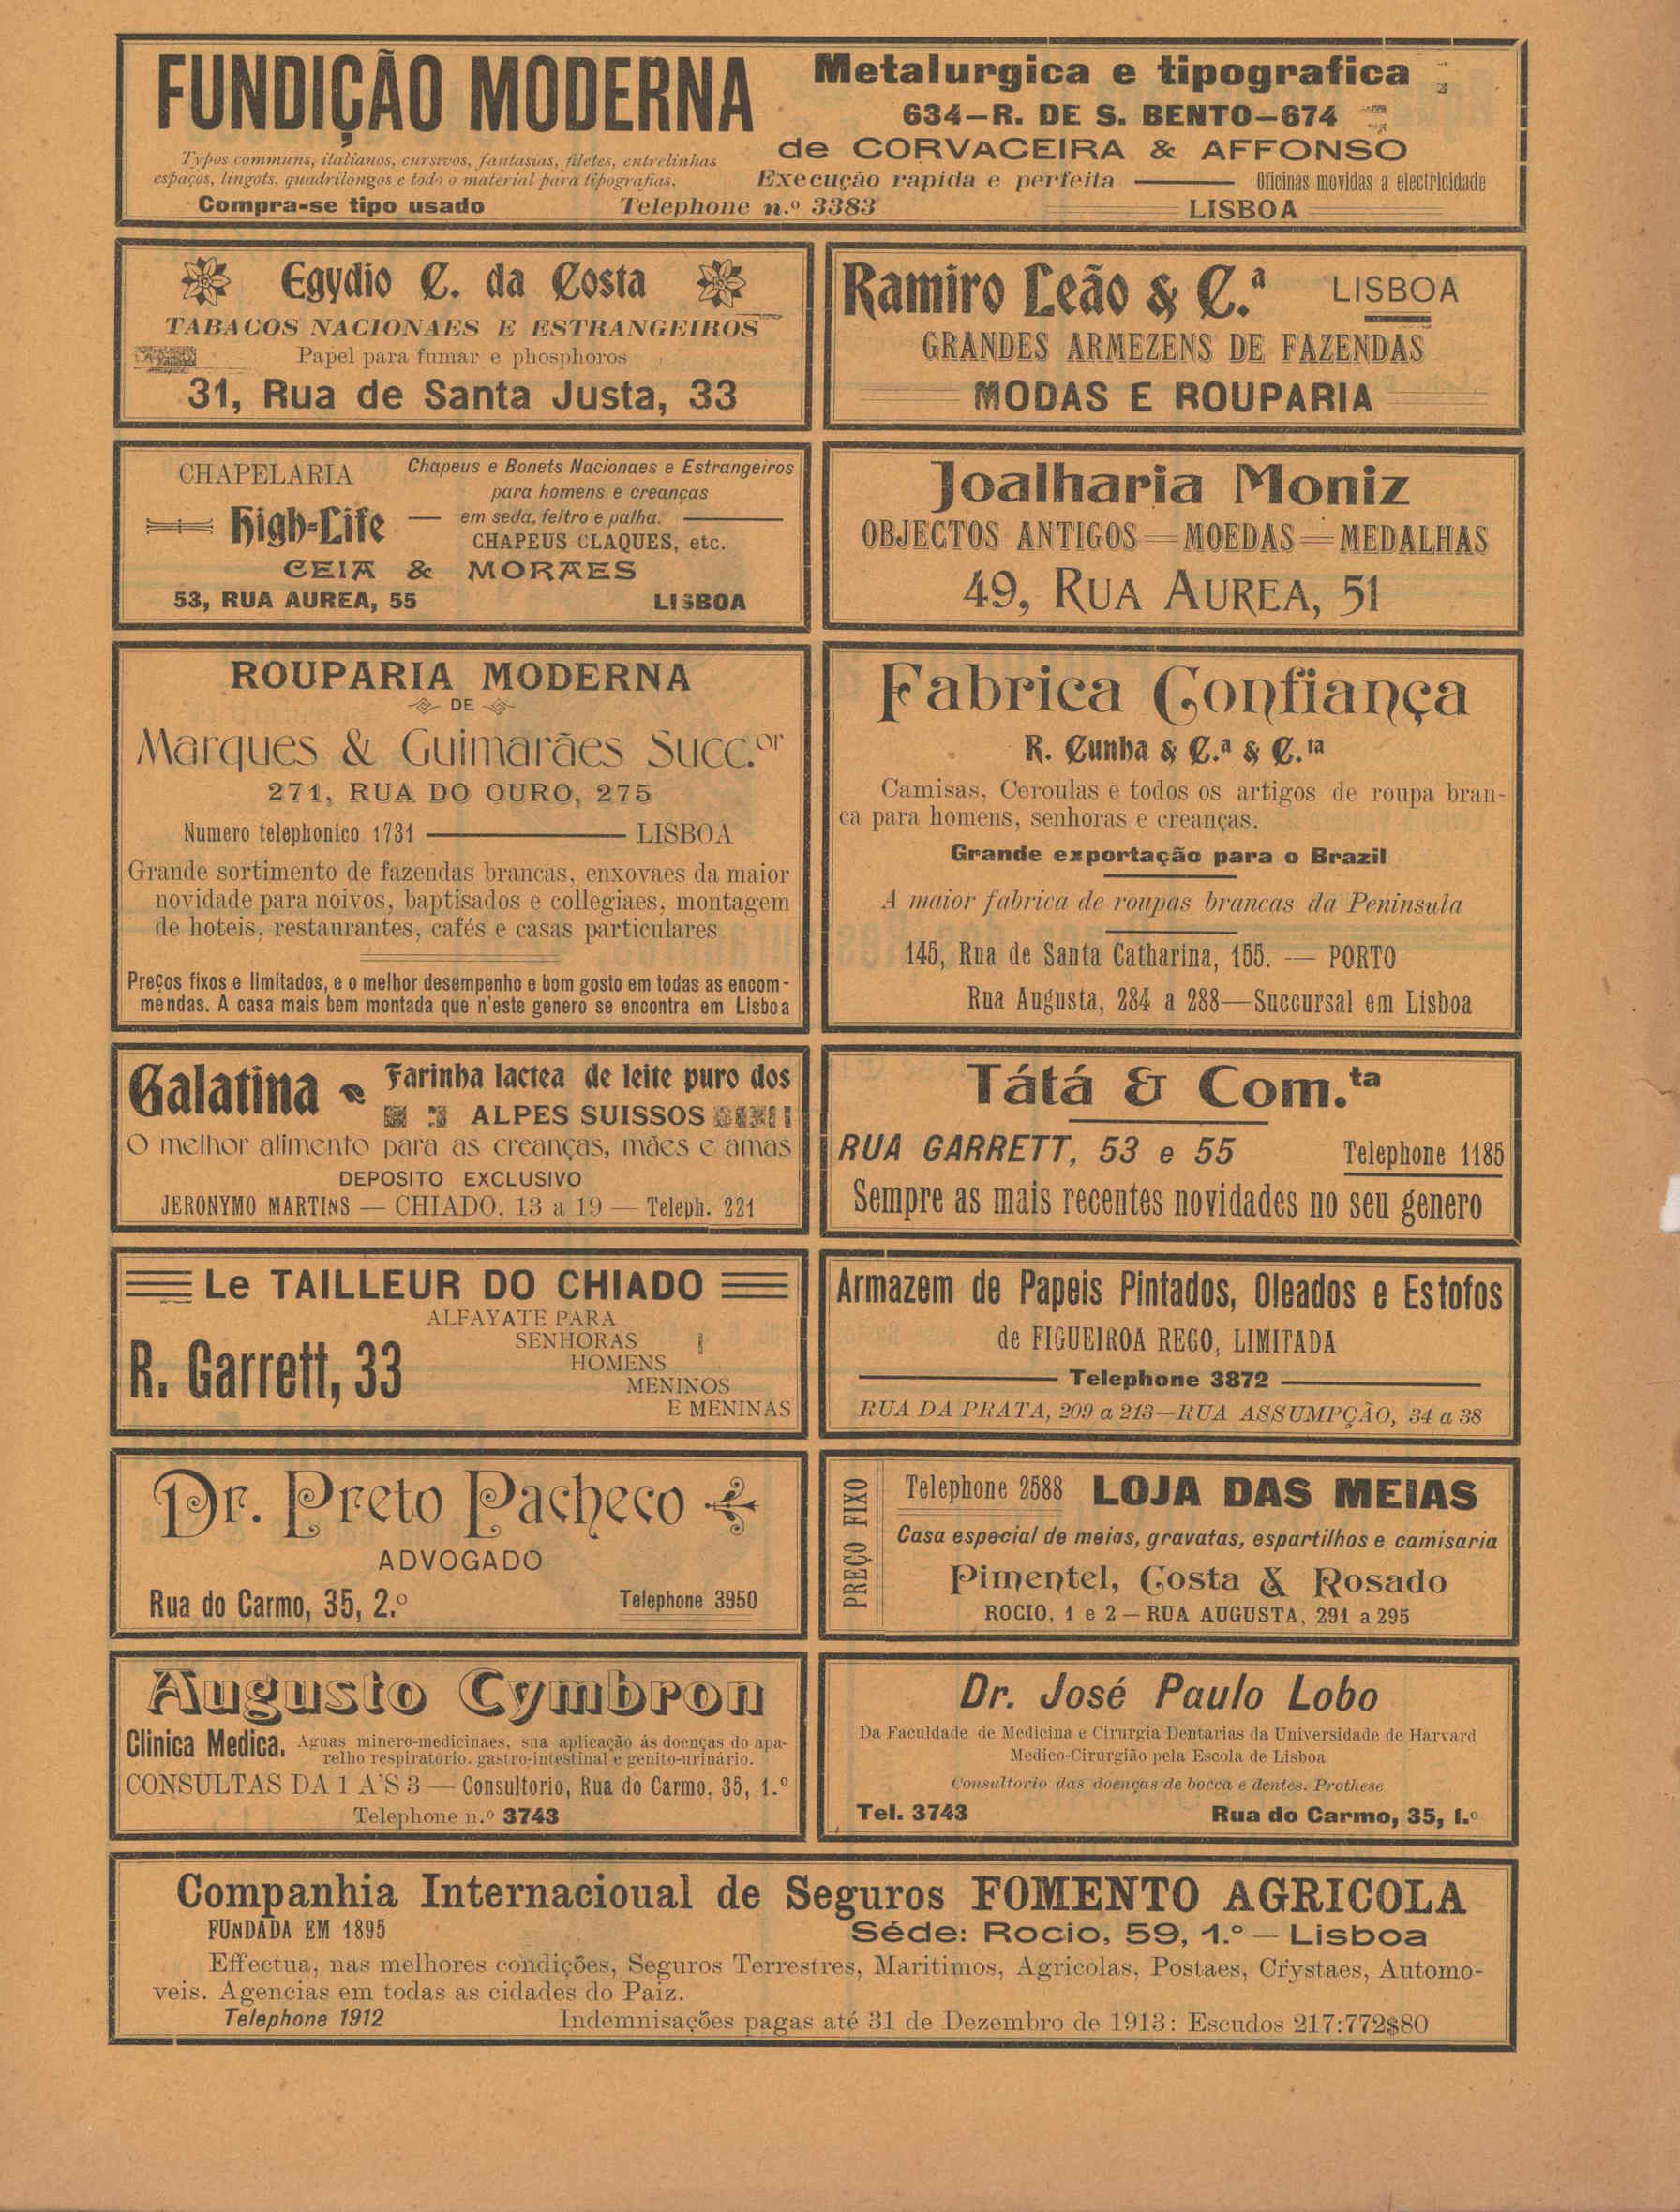 FUNDIÇÃO MODERNA
Metalurgica e tipografica
634—R. DE S. BENTO—674
de CORVACEIRA & AFFONSO
Typos communs, italianos, cursivos, fantasias, filetes, entrelinhas
espaços, lingots, quadrilongos e todo o material para tipografias.
Execução rapida e perfeita — Oficinas movidas a electricidade
Compra-se tipo usado Telephone n.º 3383 LISBOA
Egydio C. da Costa
TABACOS NACIONAES E ESTRANGEIROS
Papel para fumar e phosphoros
31, Rua de Santa Justa, 33
Ramiro Leão & C.ª LISBOA
GRANDES ARMEZENS DE FAZENDAS
MODAS E ROUPARIA
CHAPELARIA
High-Life
Chapeus e Bonets Nacionaes e Estrangeiros
para homens e creanças
em seda, feltro e palha.
CHAPEUS CLAQUES, etc.
CEIA & MORAES
53, RUA AUREA, 55 LISBOA
Joalharia Moniz
OBJECTOS ANTIGOS—MOEDAS—MEDALHAS
49, RUA AUREA, 51
ROUPARIA MODERNA
DE
Marques & Guimarães Succ.or
271, RUA DO OURO, 275
Numero telephonico 1731 — LISBOA
Grande sortimento de fazendas brancas, enxovaes da maior
novidade para noivos, baptisados e collegiaes, montagem
de hoteis, restaurantes, cafés e casas particulares
Preços fixos e limitados, e o melhor desempenho e bom gosto em todas as encom-
mendas. A casa mais bem montada que n'este genero se encontra em Lisboa
Fabrica Confiança
R. Cunha & C.ª & C.ta
Camisas, Ceroulas e todos os artigos de roupa bran-
ca para homens, senhoras e creanças.
Grande exportação para o Brazil
A maior fabrica de roupas brancas da Peninsula
145, Rua de Santa Catharina, 155. — PORTO
Rua Augusta, 284 a 288—Succursal em Lisboa
Galatina
Farinha lactea de leite puro dos
ALPES SUISSOS
O melhor alimento para as creanças, mães e amas
DEPOSITO EXCLUSIVO
JERONYMO MARTINS — CHIADO, 13 a 19 — Teleph. 221
Tátá & Com.ta
RUA GARRETT, 53 e 55 Telephone 1185
Sempre as mais recentes novidades no seu genero
Le TAILLEUR DO CHIADO
R. Garrett, 33
ALFAYATE PARA
SENHORAS
HOMENS
MENINOS
E MENINAS
Armazem de Papeis Pintados, Oleados e Estofos
de FIGUEIROA REGO, LIMITADA
Telephone 3872
RUA DA PRATA, 209 a 213—RUA ASSUMPÇÃO, 34 a 38
Dr. Preto Pacheco
ADVOGADO
Rua do Carmo, 35, 2.º Telephone 3950
PREÇO FIXO
Telephone 2588 LOJA DAS MEIAS
Casa especial de meias, gravatas, espartilhos e camisaria
Pimentel, Costa & Rosado
ROCIO, 1 e 2 — RUA AUGUSTA, 291 a 295
Augusto Cymbron
Clinica Medica. Aguas minero-medicinaes, sua aplicação ás doenças do apa-
relho respiratório, gastro-intestinal e genito-urinário.
CONSULTAS DA 1 A'S 3 — Consultorio, Rua do Carmo, 35, 1.º
Telephone n.º 3743
Dr. José Paulo Lobo
Da Faculdade de Medicina e Cirurgia Dentarias da Universidade de Harvard
Medico-Cirurgião pela Escola de Lisboa
Consultorio das doenças de bocca e dentes. Prothese
Tel. 3743 Rua do Carmo, 35, 1.º
Companhia Internacioual de Seguros FOMENTO AGRICOLA
FUNDADA EM 1895 Séde: Rocio, 59, 1.º — Lisboa
Effectua, nas melhores condições, Seguros Terrestres, Maritimos, Agricolas, Postaes, Crystaes, Automo-
veis. Agencias em todas as cidades do Paiz.
Telephone 1912 Indemnisações pagas até 31 de Dezembro de 1913: Escudos 217:772$80